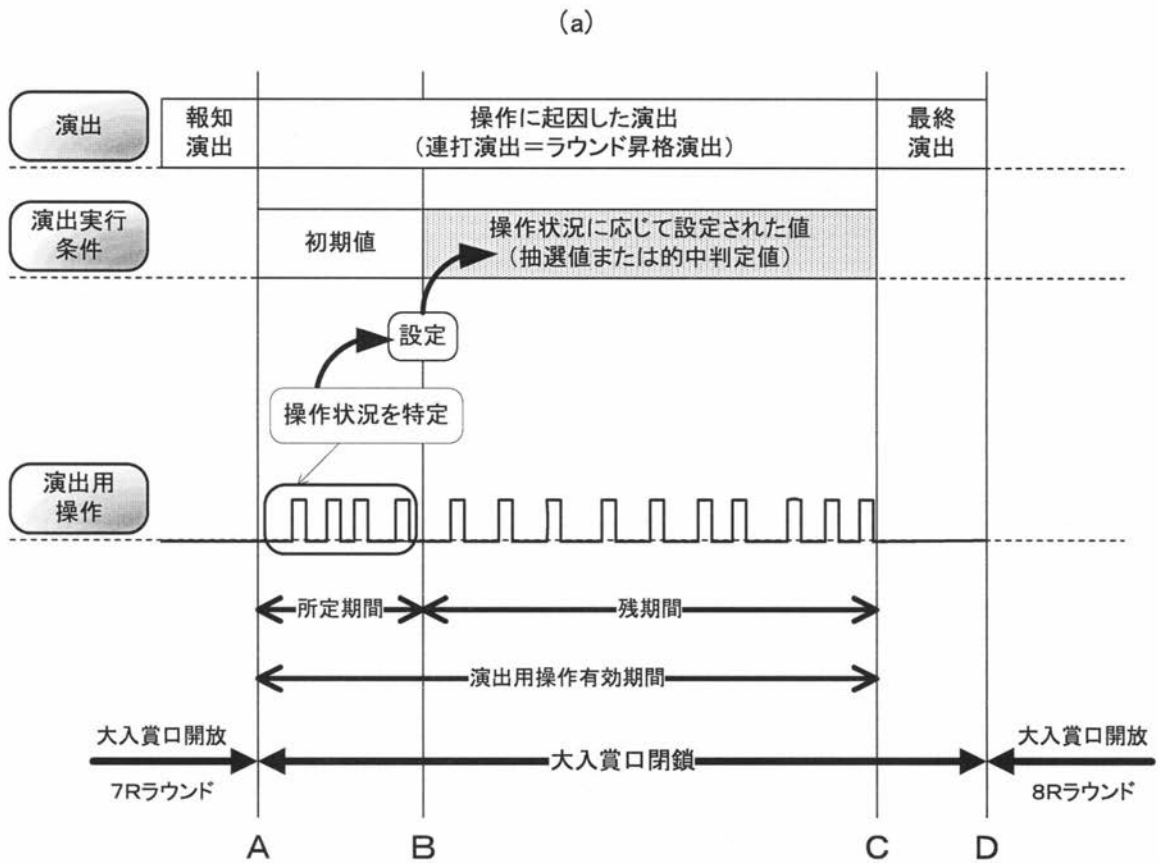 (a)
演出
報知
演出
操作に起因した演出
(連打演出=ラウンド昇格演出)
最終
演出
演出実行
条件
初期値
操作状況に応じて設定された値
(抽選値または的中判定値)
設定
操作状況を特定
演出用
操作
所定期間
残期間
演出用操作有効期間
大入賞口開放
7Rラウンド
大入賞口閉鎖
大入賞口開放
8Rラウンド
A
B
C
D